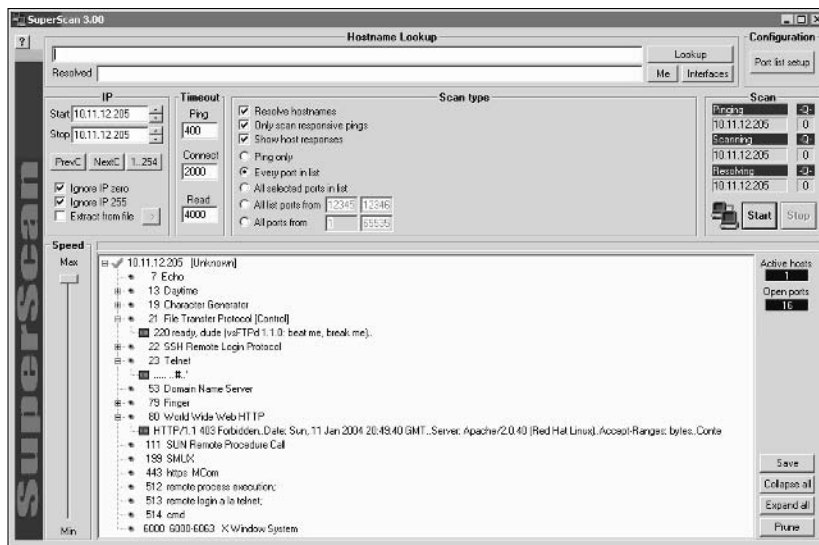 SuperScan 3.00
?
SuperScan
Hostname Lookup
Lookup
Resolved
Me
Interfaces
Configuration
Port list setup
IP
Start 10.11.12.205
Stop 10.11.12.205
PrevC
NextC
1..254
Ignore IP zero
Ignore IP 255
Extract from file
Timeout
Ping
400
Connect
2000
Read
4000
Scan type
Resolve hostnames
Only scan responsive pings
Show host responses
Ping only
Every port in list
All selected ports in list
All list ports from 12345 12346
All ports from 1 65535
Scan
Pinging -Q-
10.11.12.205 0
Scanning -Q-
10.11.12.205 0
Resolving -Q-
10.11.12.205 0
Start
Stop
Speed
Max
Min
10.11.12.205 [Unknown]
7 Echo
13 Daytime
19 Character Generator
21 File Transfer Protocol [Control]
220 ready, dude (vsFTPd 1.1.0: beat me, break me)..
22 SSH Remote Login Protocol
23 Telnet
..... ..#..'
53 Domain Name Server
79 Finger
80 World Wide Web HTTP
HTTP/1.1 403 Forbidden..Date: Sun, 11 Jan 2004 20:49:40 GMT..Server: Apache/2.0.40 (Red Hat Linux)..Accept-Ranges: bytes..Conte
111 SUN Remote Procedure Call
199 SMUX
443 https MCom
512 remote process execution;
513 remote login a la telnet;
514 cmd
6000 6000-6063 X Window System
Active hosts
1
Open ports
16
Save
Collapse all
Expand all
Prune